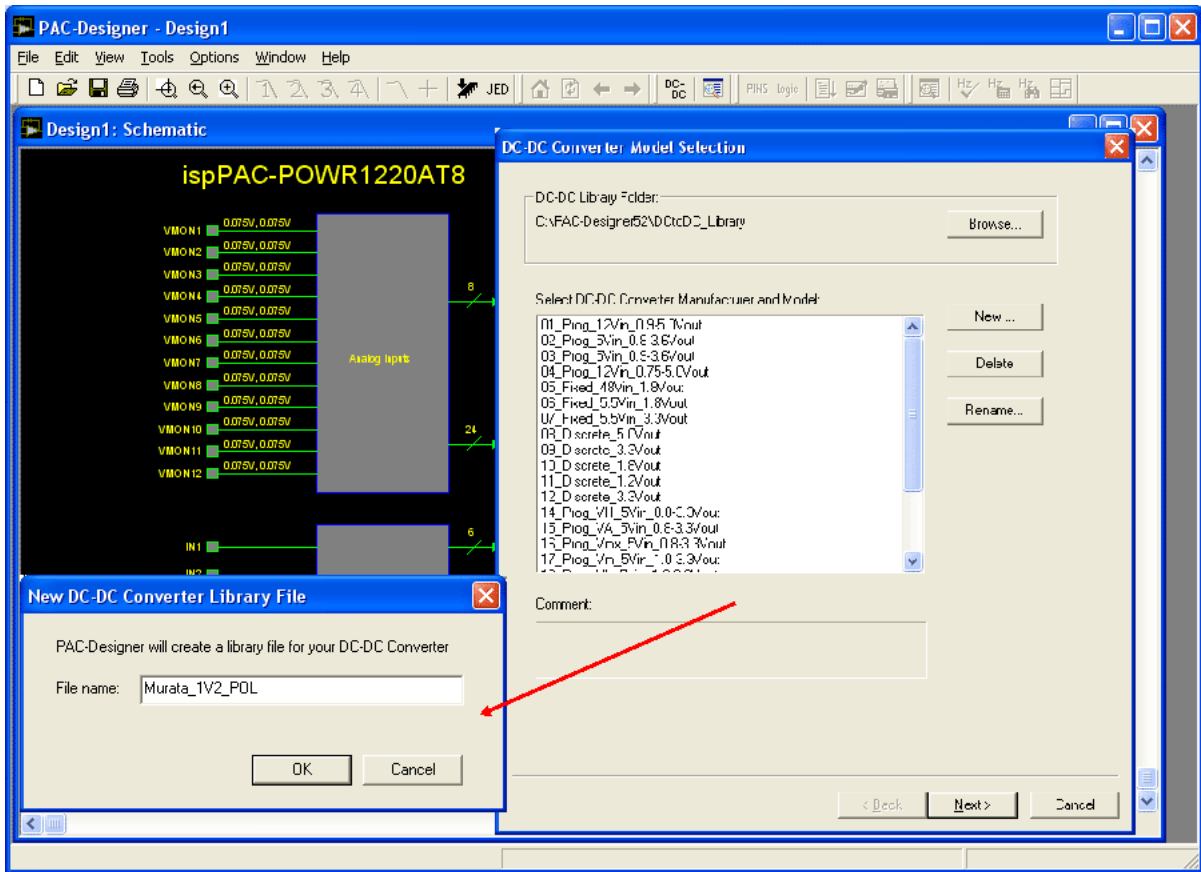 PAC-Designer - Design1
File Edit View Tools Options Window Help
JED
DC-DC
PINS Logic
Design1: Schematic
ispPAC-POWR1220AT8
VMON1 0.075V, 0.075V
VMON2 0.075V, 0.075V
VMON3 0.075V, 0.075V
VMON4 0.075V, 0.075V
VMON5 0.075V, 0.075V
VMON6 0.075V, 0.075V
VMON7 0.075V, 0.075V
VMON8 0.075V, 0.075V
VMON9 0.075V, 0.075V
VMON10 0.075V, 0.075V
VMON11 0.075V, 0.075V
VMON12 0.075V, 0.075V
Analog Inputs
8
24
6
IN1
IN2
DC-DC Converter Model Selection
DC-DC Library Folder:
C:\PAC-Designer52\DCtoDC_Library
Browse...
Select DC-DC Converter Manufacturer and Model:
01_Prog_12Vin_0.9-5.0Vout
02_Prog_5Vin_0.8-3.6Vout
03_Prog_5Vin_0.8-3.6Vout
04_Prog_12Vin_0.75-5.0Vout
05_Fixed_48Vin_1.8Vout
06_Fixed_5.5Vin_1.8Vout
07_Fixed_5.5Vin_3.3Vout
08_Discrete_5.0Vout
09_Discrete_3.3Vout
10_Discrete_1.8Vout
11_Discrete_1.2Vout
12_Discrete_3.3Vout
New ...
Delete
Rename...
Comment:
< Back
Next >
Cancel
New DC-DC Converter Library File
PAC-Designer will create a library file for your DC-DC Converter
File name: Murata_1V2_POL
OK
Cancel